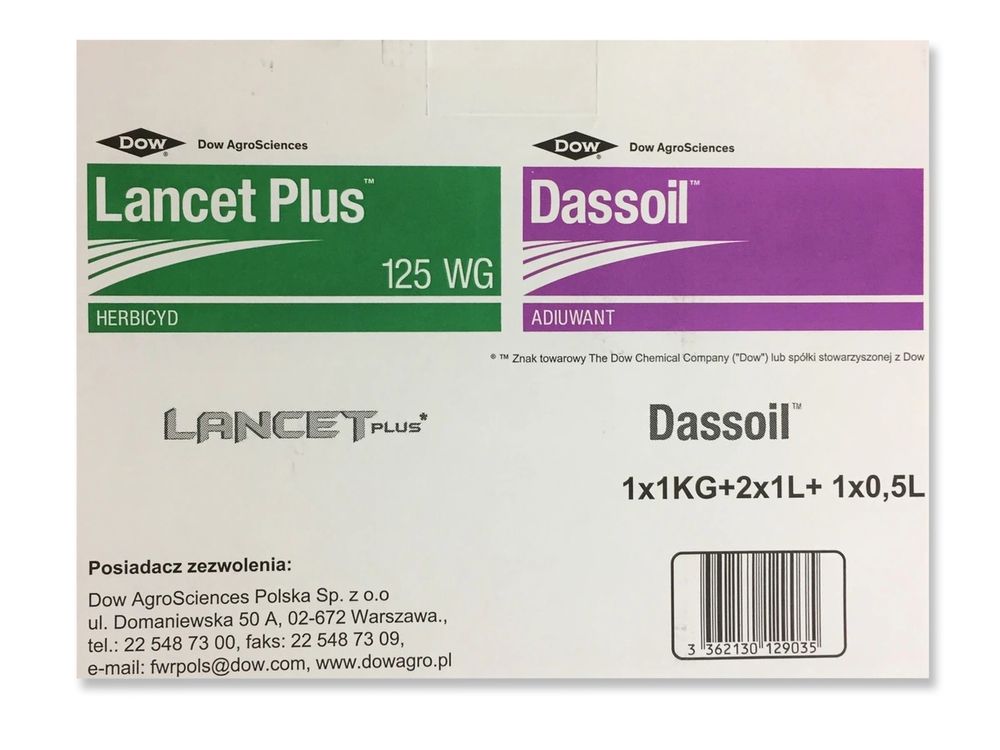 Dow® Dow AgroSciences
Lancet Plus™
125 WG
HERBICYD
Dow® Dow AgroSciences
Dassoil™
ADIUWANT
® ™ Znak towarowy The Dow Chemical Company ("Dow") lub spółki stowarzyszonej z Dow
LANCET PLUS*
Dassoil™
1x1KG+2x1L+ 1x0,5L
Posiadacz zezwolenia:
Dow AgroSciences Polska Sp. z o.o
ul. Domaniewska 50 A, 02-672 Warszawa.,
tel.: 22 548 73 00, faks: 22 548 73 09,
e-mail: fwrpols@dow.com, www.dowagro.pl
3 362130 129035